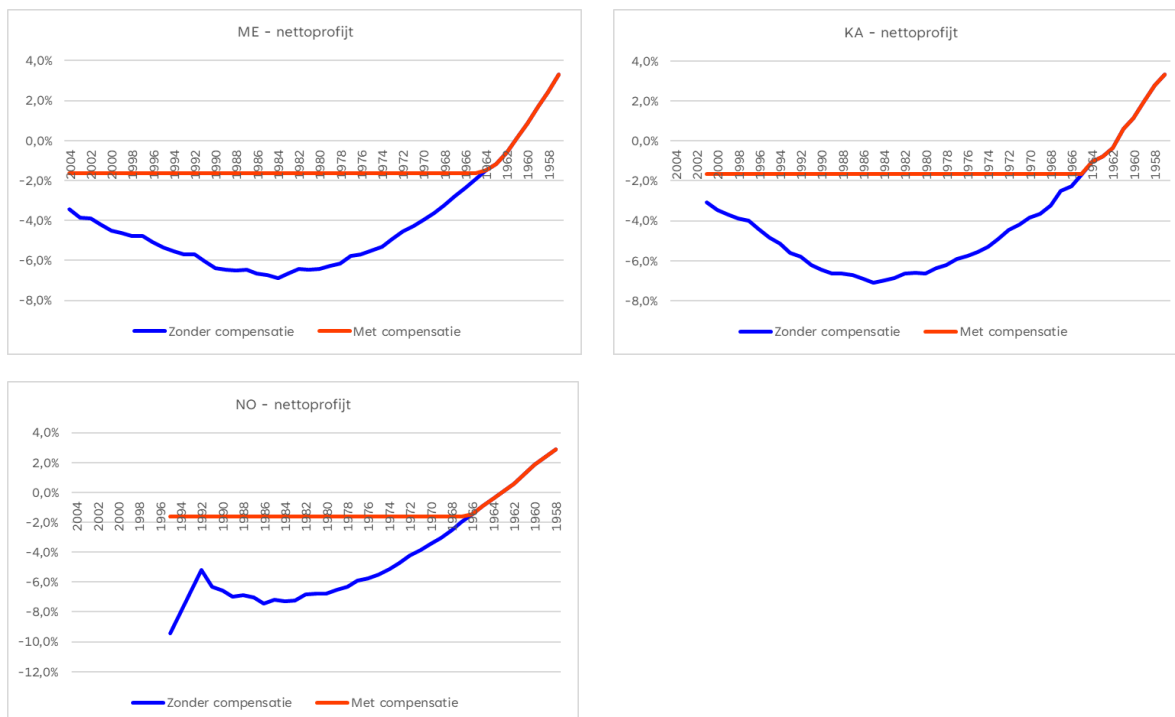 ME - nettoprofijt
4,0%
2,0%
0,0%
-2,0%
-4,0%
-6,0%
-8,0%
2004 2002 2000 1998 1996 1994 1992 1990 1988 1986 1984 1982 1980 1978 1976 1974 1972 1970 1968 1966 1964 1962 1960 1958
Zonder compensatie Met compensatie
KA - nettoprofijt
4,0%
2,0%
0,0%
-2,0%
-4,0%
-6,0%
-8,0%
2004 2002 2000 1998 1996 1994 1992 1990 1988 1986 1984 1982 1980 1978 1976 1974 1972 1970 1968 1966 1964 1962 1960 1958
Zonder compensatie Met compensatie
NO - nettoprofijt
4,0%
2,0%
0,0%
-2,0%
-4,0%
-6,0%
-8,0%
-10,0%
-12,0%
2004 2002 2000 1998 1996 1994 1992 1990 1988 1986 1984 1982 1980 1978 1976 1974 1972 1970 1968 1966 1964 1962 1960 1958
Zonder compensatie Met compensatie